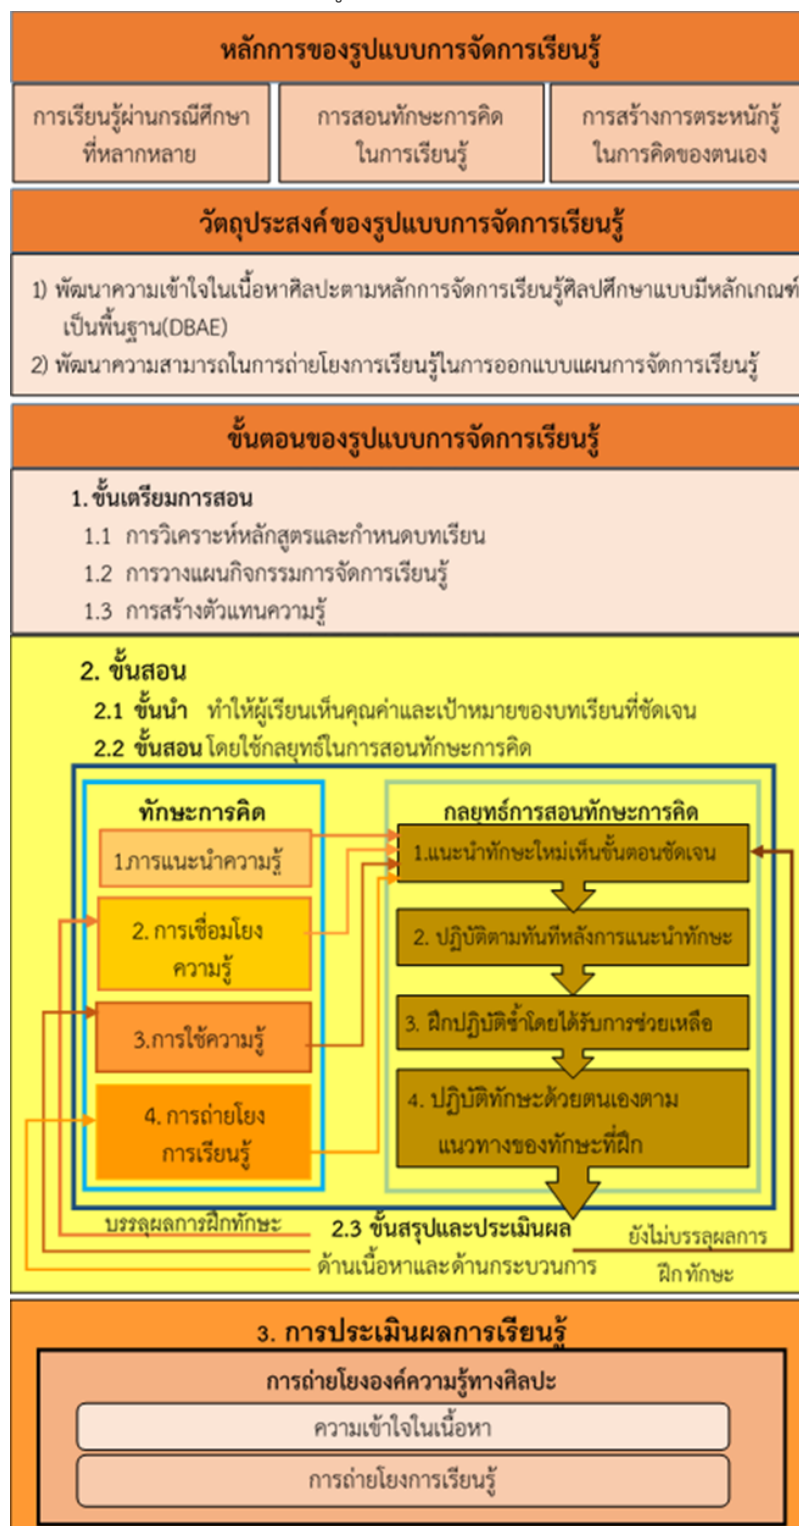 หลักการของรูปแบบการจัดการเรียนรู้
การเรียนรู้ผ่านกรณีศึกษา
ที่หลากหลาย
การสอนทักษะการคิด
ในการเรียนรู้
การสร้างการตระหนักรู้
ในการคิดของตนเอง
วัตถุประสงค์ของรูปแบบการจัดการเรียนรู้
1) พัฒนาความเข้าใจในเนื้อหาศิลปะตามหลักการจัดการเรียนรู้ศิลปศึกษาแบบมีหลักเกณฑ์
เป็นพื้นฐาน(DBAE)
2) พัฒนาความสามารถในการถ่ายโยงการเรียนรู้ในการออกแบบแผนการจัดการเรียนรู้
ขั้นตอนของรูปแบบการจัดการเรียนรู้
1. ขั้นเตรียมการสอน
1.1 การวิเคราะห์หลักสูตรและกำหนดบทเรียน
1.2 การวางแผนกิจกรรมการจัดการเรียนรู้
1.3 การสร้างตัวแทนความรู้
2. ขั้นสอน
2.1 ขั้นนำ ทำให้ผู้เรียนเห็นคุณค่าและเป้าหมายของบทเรียนที่ชัดเจน
2.2 ขั้นสอน โดยใช้กลยุทธ์ในการสอนทักษะการคิด
ทักษะการคิด
1.การแนะนำความรู้
2. การเชื่อมโยง
ความรู้
3.การใช้ความรู้
4. การถ่ายโยง
การเรียนรู้
กลยุทธ์การสอนทักษะการคิด
1.แนะนำทักษะใหม่เห็นขั้นตอนชัดเจน
2. ปฏิบัติตามทันทีหลังการแนะนำทักษะ
3. ฝึกปฏิบัติซ้ำโดยได้รับการช่วยเหลือ
4. ปฏิบัติทักษะด้วยตนเองตาม
แนวทางของทักษะที่ฝึก
บรรลุผลการฝึกทักษะ
2.3 ขั้นสรุปและประเมินผล
ด้านเนื้อหาและด้านกระบวนการ
ยังไม่บรรลุผลการ
ฝึกทักษะ
3. การประเมินผลการเรียนรู้
การถ่ายโยงองค์ความรู้ทางศิลปะ
ความเข้าใจในเนื้อหา
การถ่ายโยงการเรียนรู้